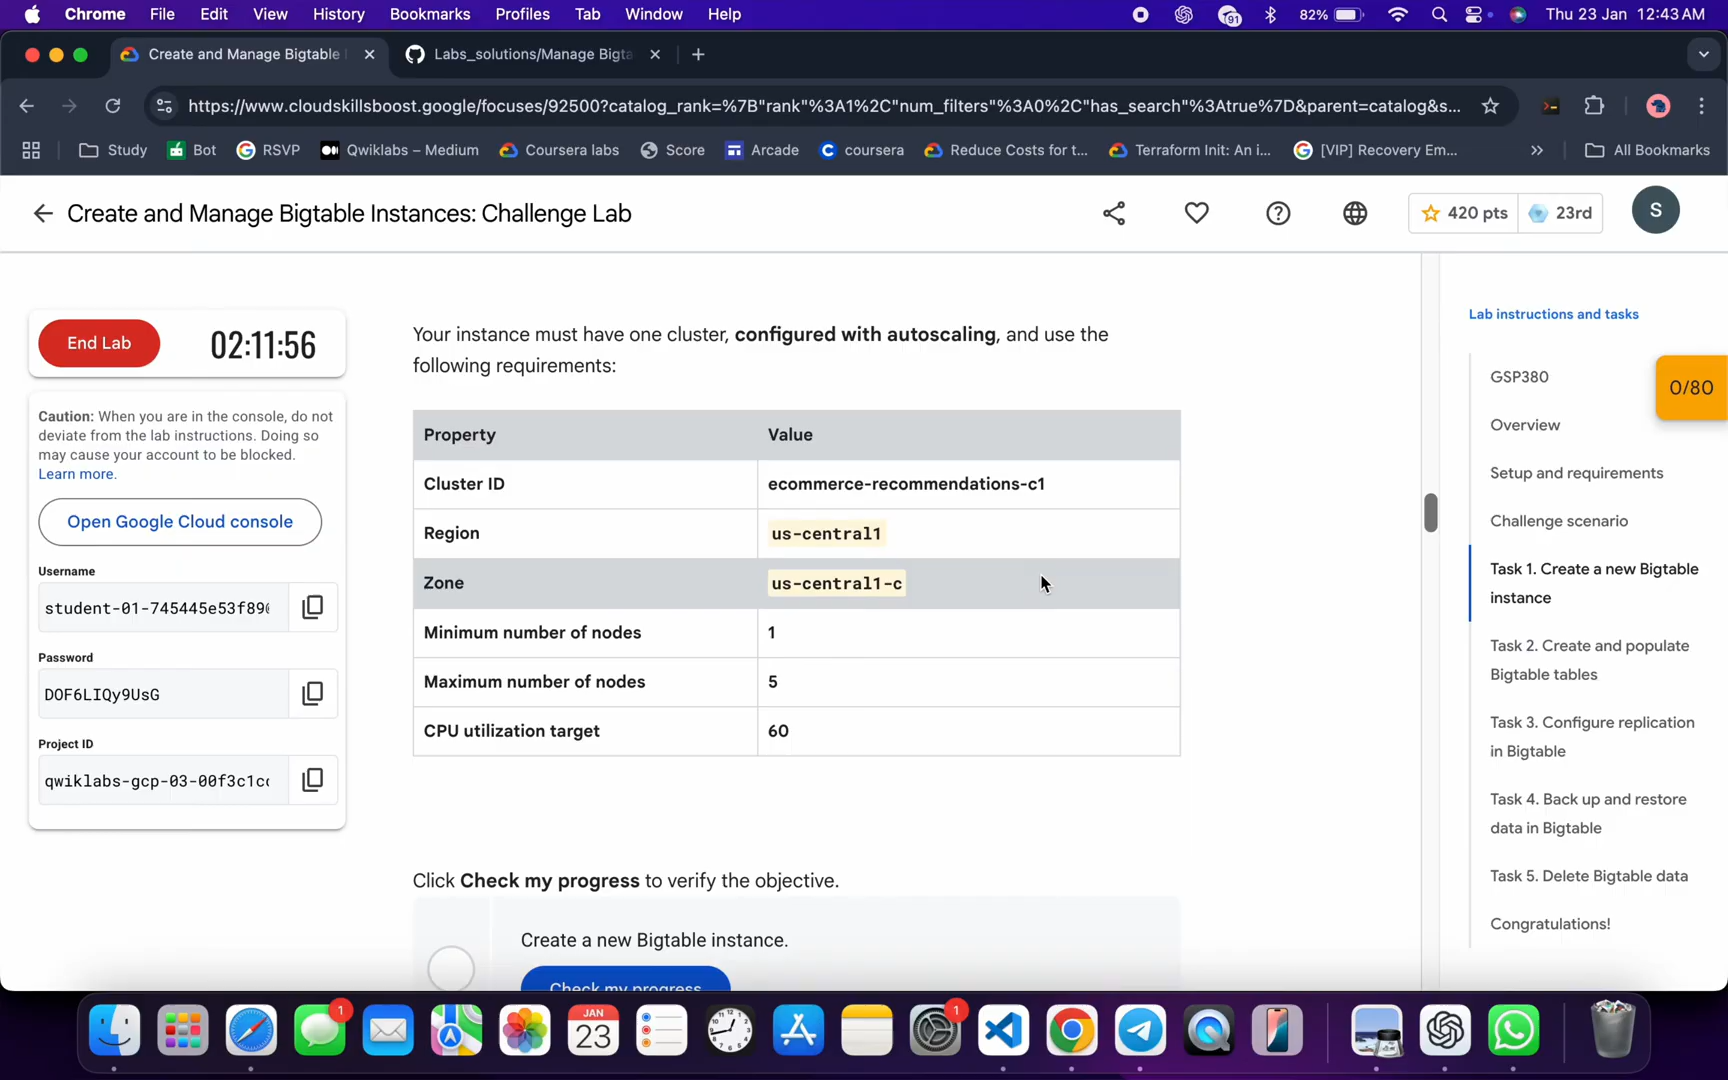 Chrome File Edit View History Bookmarks Profiles Tab Window Help 91 82% Thu 23 Jan 12:43 AM
Create and Manage Bigtable Labs_solutions/Manage Bigta
https://www.cloudskillsboost.google/focuses/92500?catalog_rank=%7B"rank"%3A1%2C"num_filters"%3A0%2C"has_search"%3Atrue%7D&parent=catalog&s...
Study Bot RSVP Qwiklabs – Medium Coursera labs Score Arcade coursera Reduce Costs for t... Terraform Init: An i... [VIP] Recovery Em... » All Bookmarks
Create and Manage Bigtable Instances: Challenge Lab 420 pts 23rd S
End Lab 02:11:56
Caution: When you are in the console, do not
deviate from the lab instructions. Doing so
may cause your account to be blocked.
Learn more.
Open Google Cloud console
Username
student-01-745445e53f89
Password
DOF6LIQy9UsG
Project ID
qwiklabs-gcp-03-00f3c1c
Your instance must have one cluster, configured with autoscaling, and use the
following requirements:
Property Value
Cluster ID ecommerce-recommendations-c1
Region us-central1
Zone us-central1-c
Minimum number of nodes 1
Maximum number of nodes 5
CPU utilization target 60
Click Check my progress to verify the objective.
Create a new Bigtable instance.
Check my progress
Lab instructions and tasks
GSP380
0/80
Overview
Setup and requirements
Challenge scenario
Task 1. Create a new Bigtable
instance
Task 2. Create and populate
Bigtable tables
Task 3. Configure replication
in Bigtable
Task 4. Back up and restore
data in Bigtable
Task 5. Delete Bigtable data
Congratulations!
1
JAN
23
1